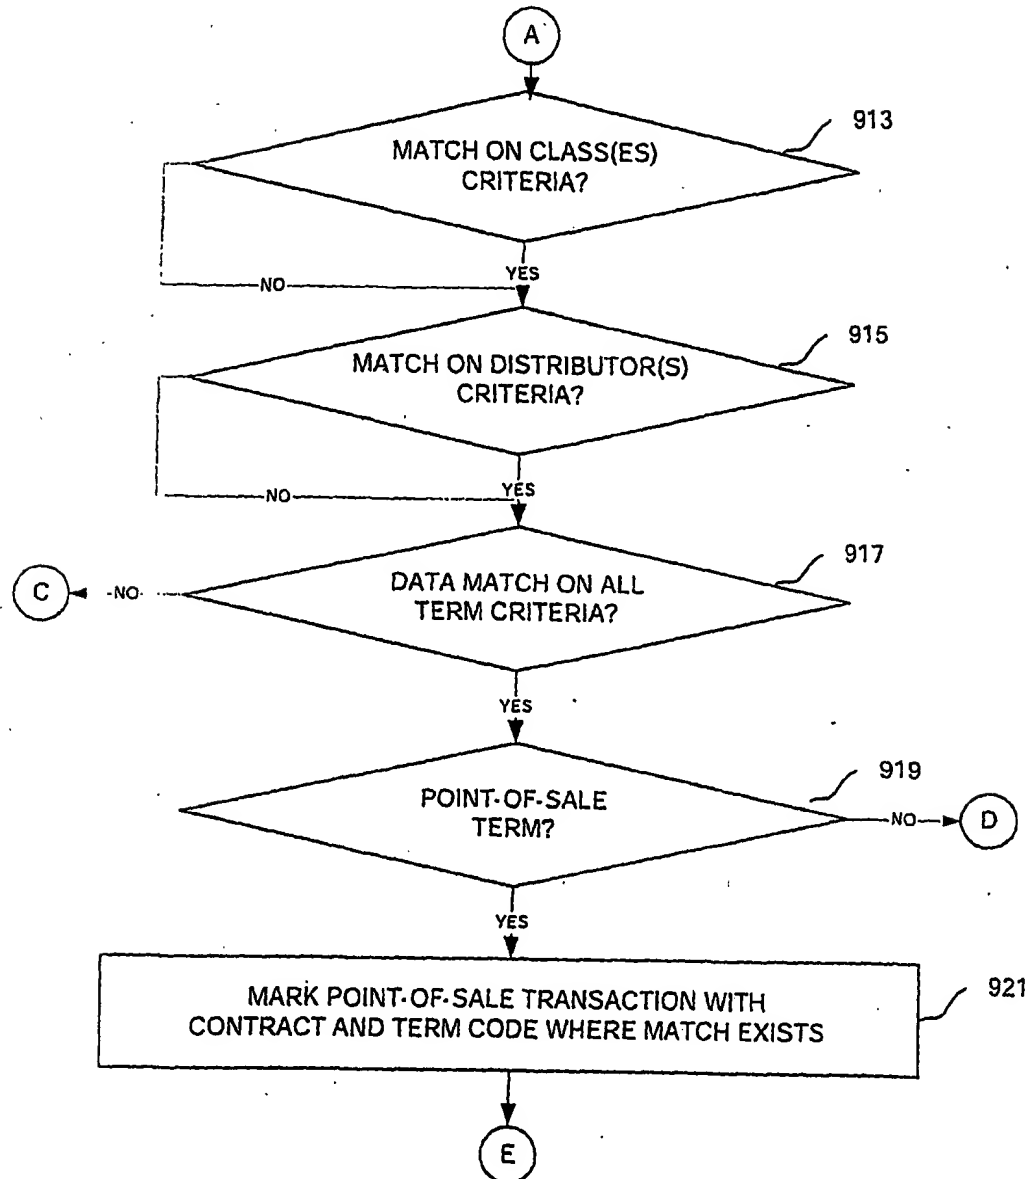 A
913
MATCH ON CLASS(ES)
CRITERIA?
YES
NO
915
MATCH ON DISTRIBUTOR(S)
CRITERIA?
YES
NO
917
DATA MATCH ON ALL
TERM CRITERIA?
C
NO
YES
919
POINT-OF-SALE
TERM?
NO
D
YES
921
MARK POINT-OF-SALE TRANSACTION WITH
CONTRACT AND TERM CODE WHERE MATCH EXISTS
E